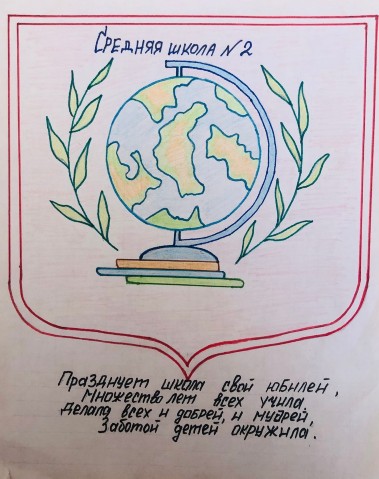 Средняя школа №2
Празднует школа свой юбилей,
Множество лет всех учила
Делала всех и добрей, и мудрей,
Заботой детей окружила.